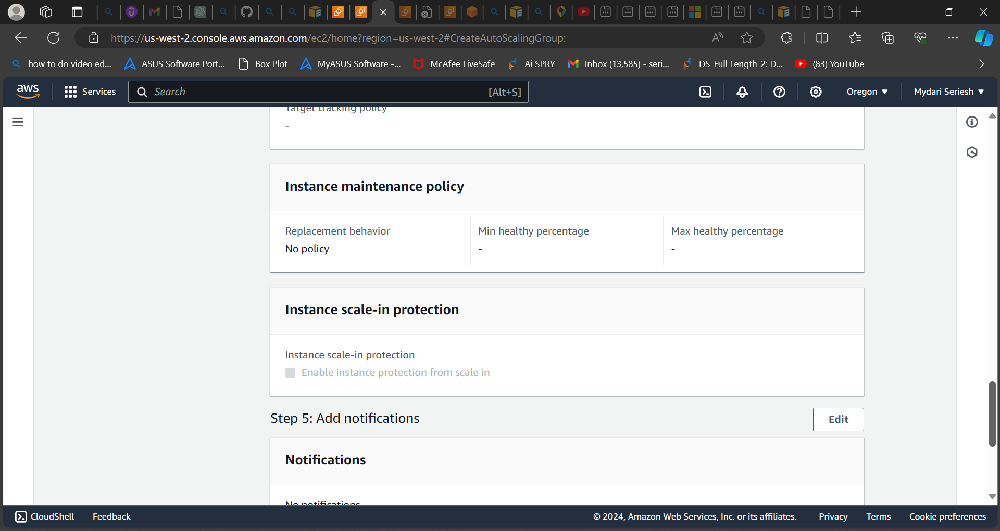 https://us-west-2.console.aws.amazon.com/ec2/home?region=us-west-2#CreateAutoScalingGroup:
how to do video ed... ASUS Software Port... Box Plot MyASUS Software -... McAfee LiveSafe Ai SPRY Inbox (13,585) - seri... DS_Full Length_2: D... (83) YouTube
aws Services Search [Alt+S] Oregon Mydari Seriesh
Target tracking policy
-
Instance maintenance policy
Replacement behavior Min healthy percentage Max healthy percentage
No policy - -
Instance scale-in protection
Instance scale-in protection
Enable instance protection from scale in
Step 5: Add notifications Edit
Notifications
No notifications
CloudShell Feedback © 2024, Amazon Web Services, Inc. or its affiliates. Privacy Terms Cookie preferences